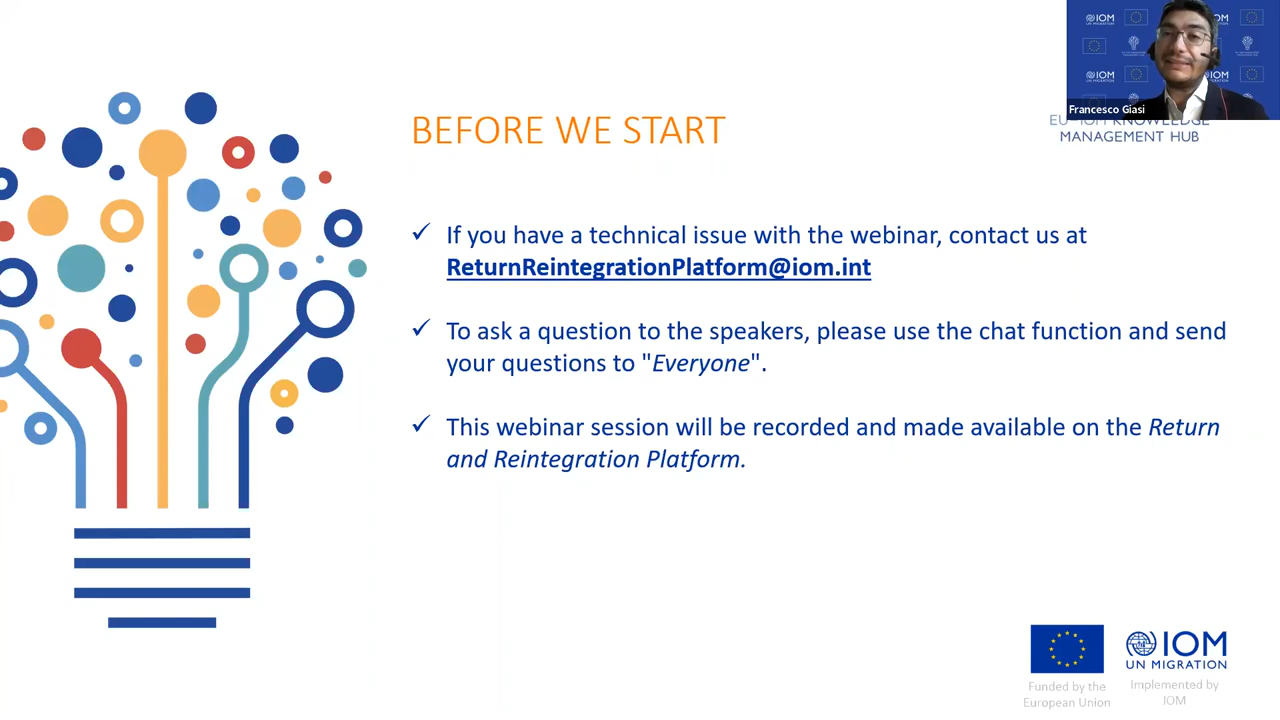 IOM
IOM
IOM
IOM
Francesco Giasi
MANAGEMENT HUB
BEFORE WE START
✓ If you have a technical issue with the webinar, contact us at
ReturnReintegrationPlatform@iom.int
✓ To ask a question to the speakers, please use the chat function and send
your questions to "Everyone".
✓ This webinar session will be recorded and made available on the Return
and Reintegration Platform.
IOM
UN MIGRATION
Funded by the
European Union
Implemented by
IOM